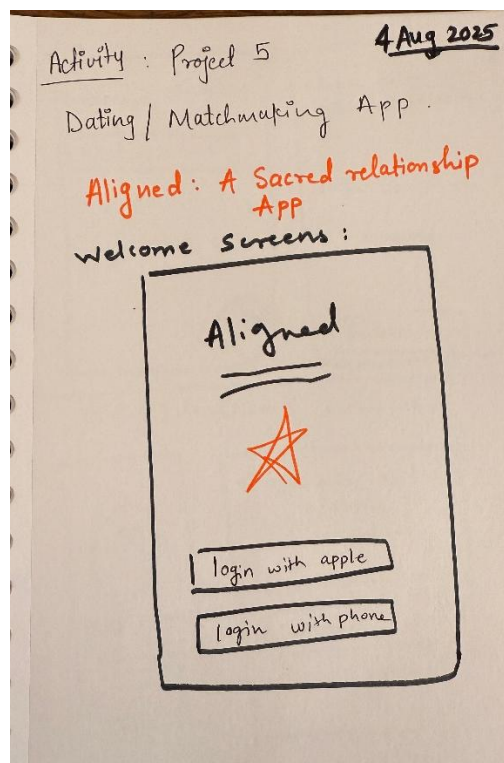 4 Aug 2025
Activity : Project 5
Dating / Matchmaking App .
Aligned : A Sacred relationship
App
Welcome Screens :
Aligned
login with apple
login with phone